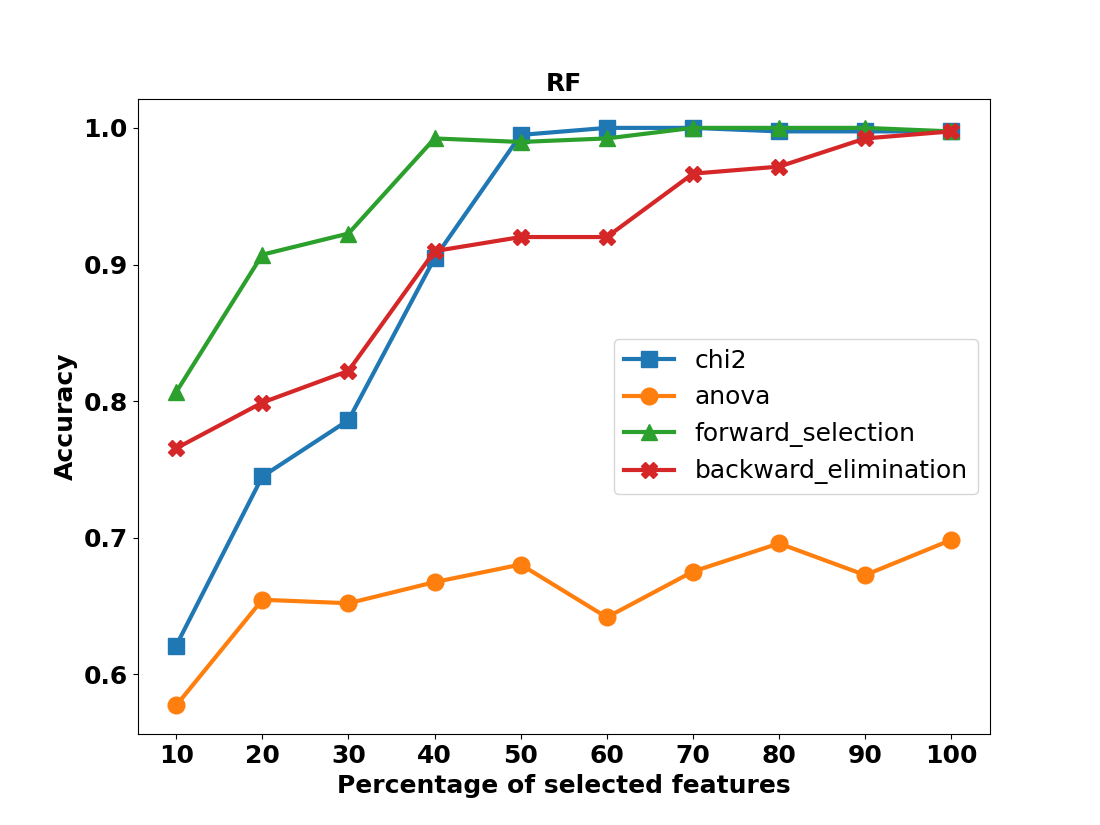 RF
1.0
0.9
0.8
0.7
0.6
Accuracy
chi2
anova
forward_selection
backward_elimination
10 20 30 40 50 60 70 80 90 100
Percentage of selected features